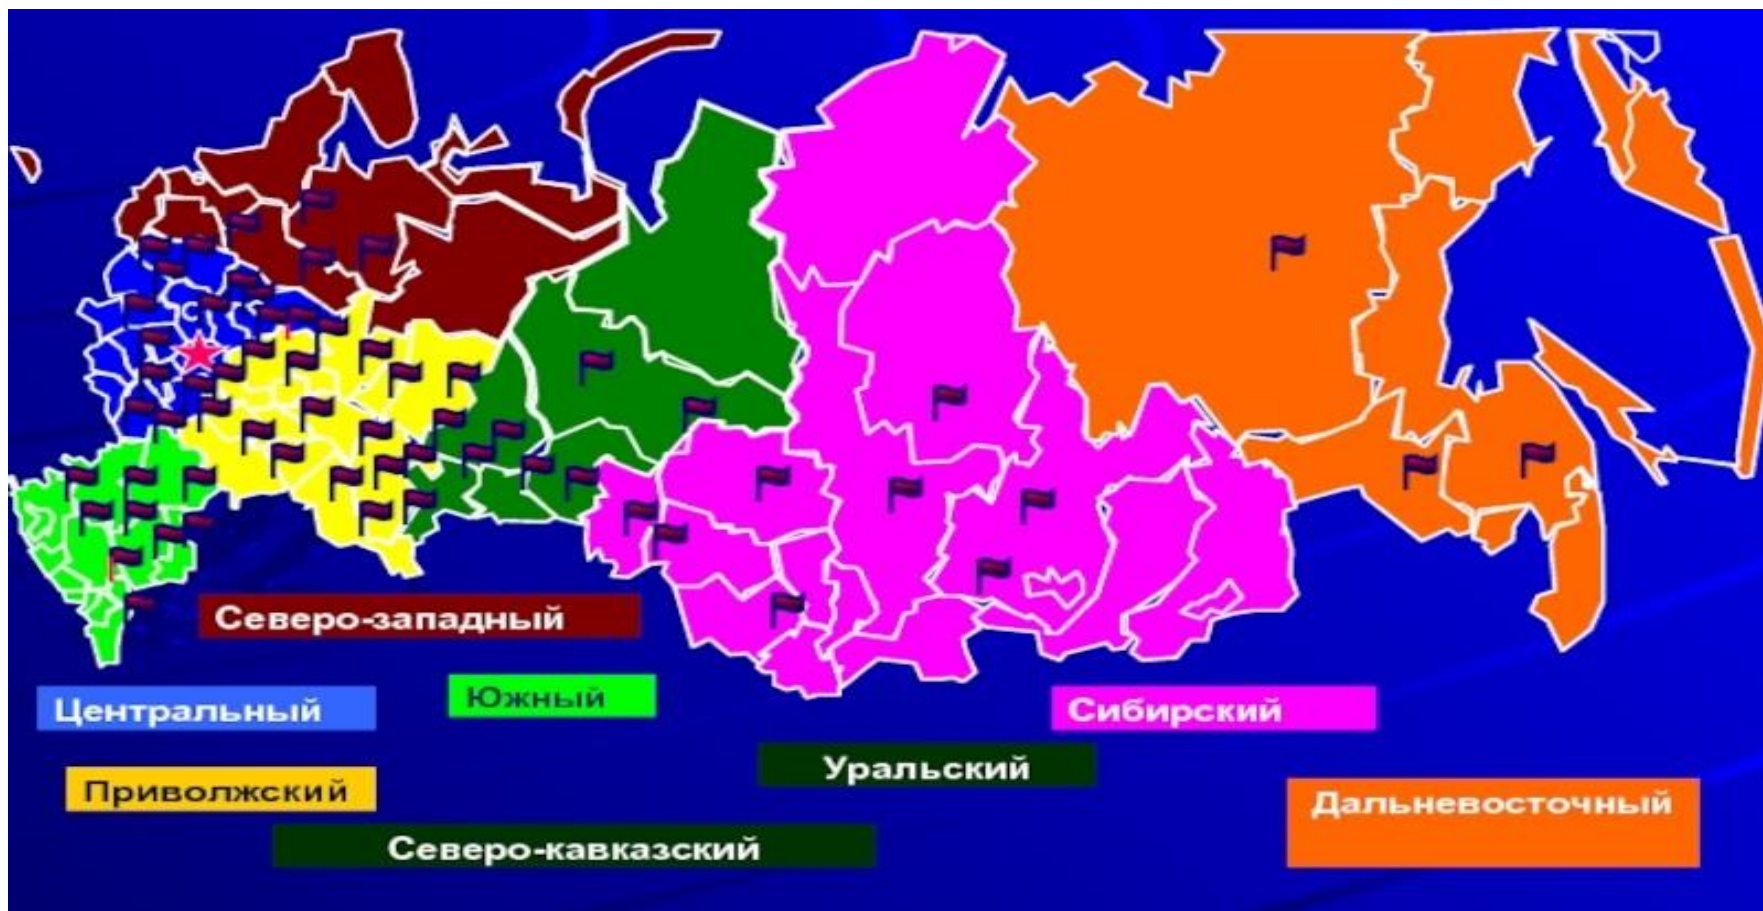 Северо-западный
Центральный
Южный
Сибирский
Уральский
Приволжский
Дальневосточный
Северо-кавказский